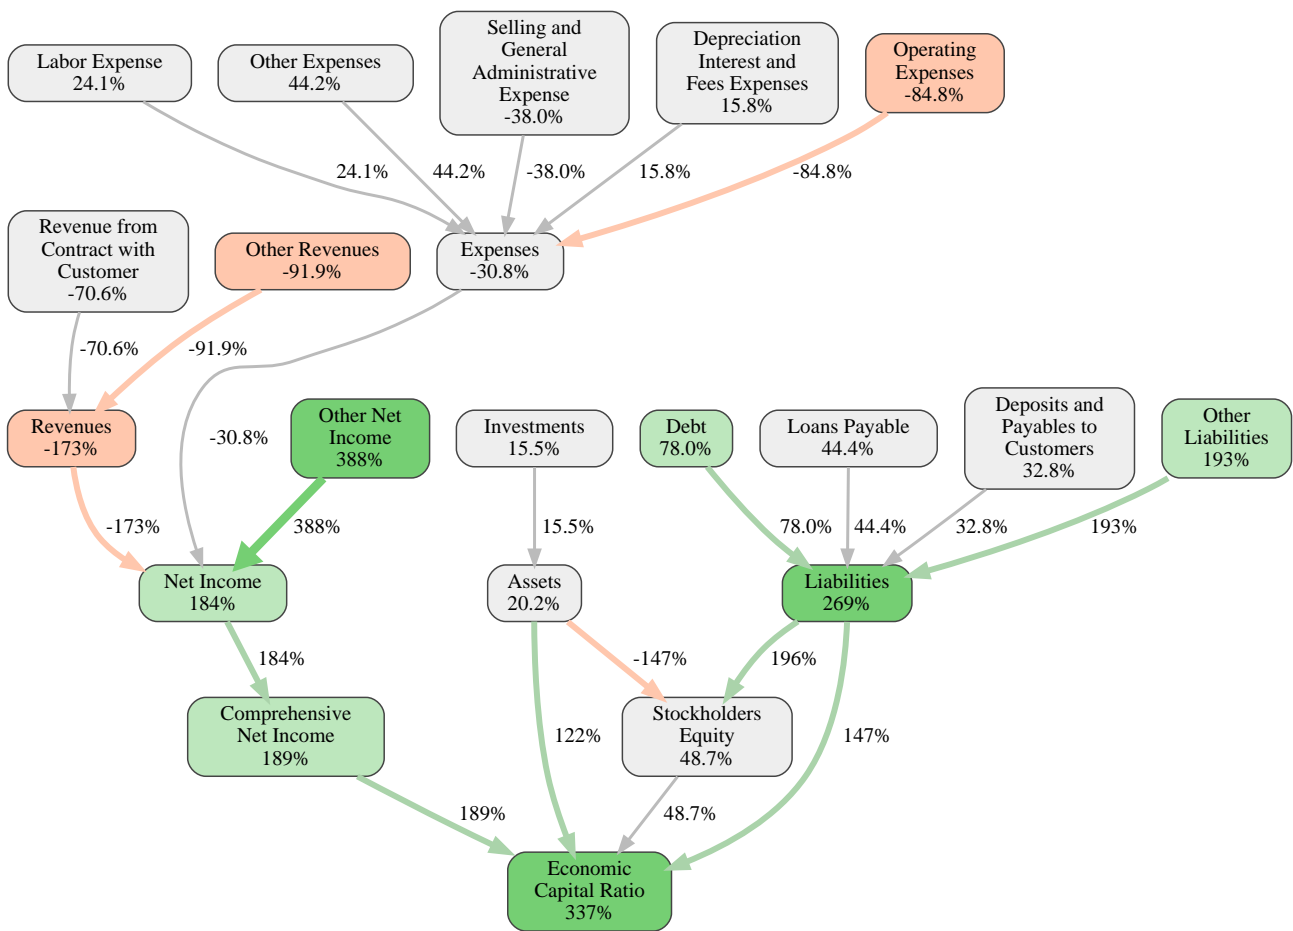 Labor Expense
24.1%
Other Expenses
44.2%
Selling and
General
Administrative
Expense
-38.0%
Depreciation
Interest and
Fees Expenses
15.8%
Operating
Expenses
-84.8%
24.1%
44.2%
-38.0%
15.8%
-84.8%
Revenue from
Contract with
Customer
-70.6%
Other Revenues
-91.9%
Expenses
-30.8%
-70.6%
-91.9%
-30.8%
Revenues
-173%
Other Net
Income
388%
Investments
15.5%
Debt
78.0%
Loans Payable
44.4%
Deposits and
Payables to
Customers
32.8%
Other
Liabilities
193%
-173%
388%
15.5%
78.0%
44.4%
32.8%
193%
Net Income
184%
Assets
20.2%
Liabilities
269%
184%
-147%
196%
Comprehensive
Net Income
189%
122%
Stockholders
Equity
48.7%
147%
189%
48.7%
Economic
Capital Ratio
337%